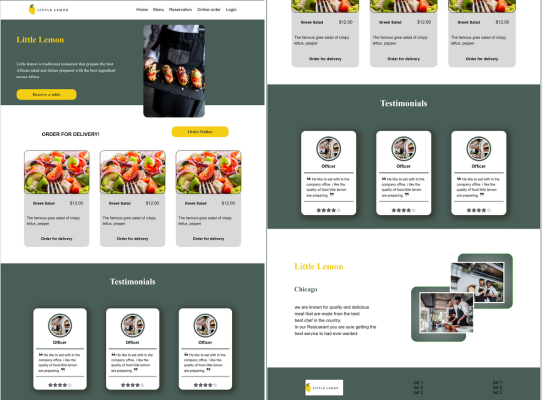 LITTLE LEMON
Home Menu Reservation Online order Login
Little Lemon
Little lemon is traditional restaurant that prepare the best
African salad and dishes prepared with the best ingredient
across Africa
Reserve a table
ORDER FOR DELIVERY!
Order Online
Greek Salad $12.00
The famous gree salad of crispy
lettus, pepper
Order for delivery
Greek Salad $12.00
The famous gree salad of crispy
lettus, pepper
Order for delivery
Greek Salad $12.00
The famous gree salad of crispy
lettus, pepper
Order for delivery
Testimonials
Officer
❝ He like to eat with in the
company office. I like the
quality of food little lemon
are preparing. ❞
Officer
❝ He like to eat with in the
company office. I like the
quality of food little lemon
are preparing. ❞
Officer
❝ He like to eat with in the
company office. I like the
quality of food little lemon
are preparing. ❞
Greek Salad $12.00
The famous gree salad of crispy
lettus, pepper
Order for delivery
Greek Salad $12.00
The famous gree salad of crispy
lettus, pepper
Order for delivery
Greek Salad $12.00
The famous gree salad of crispy
lettus, pepper
Order for delivery
Testimonials
Officer
❝ He like to eat with in the
company office. I like the
quality of food little lemon
are preparing. ❞
Officer
❝ He like to eat with in the
company office. I like the
quality of food little lemon
are preparing. ❞
Officer
❝ He like to eat with in the
company office. I like the
quality of food little lemon
are preparing. ❞
Little Lemon
Chicago
we are known for quality and delicious
meal that are made from the best
best chef in the country.
In our Restuarant you are sure getting the
best service to had ever wanted.
LITTLE LEMON
list 1
list 2
list 2
list 1
list 2
list 2